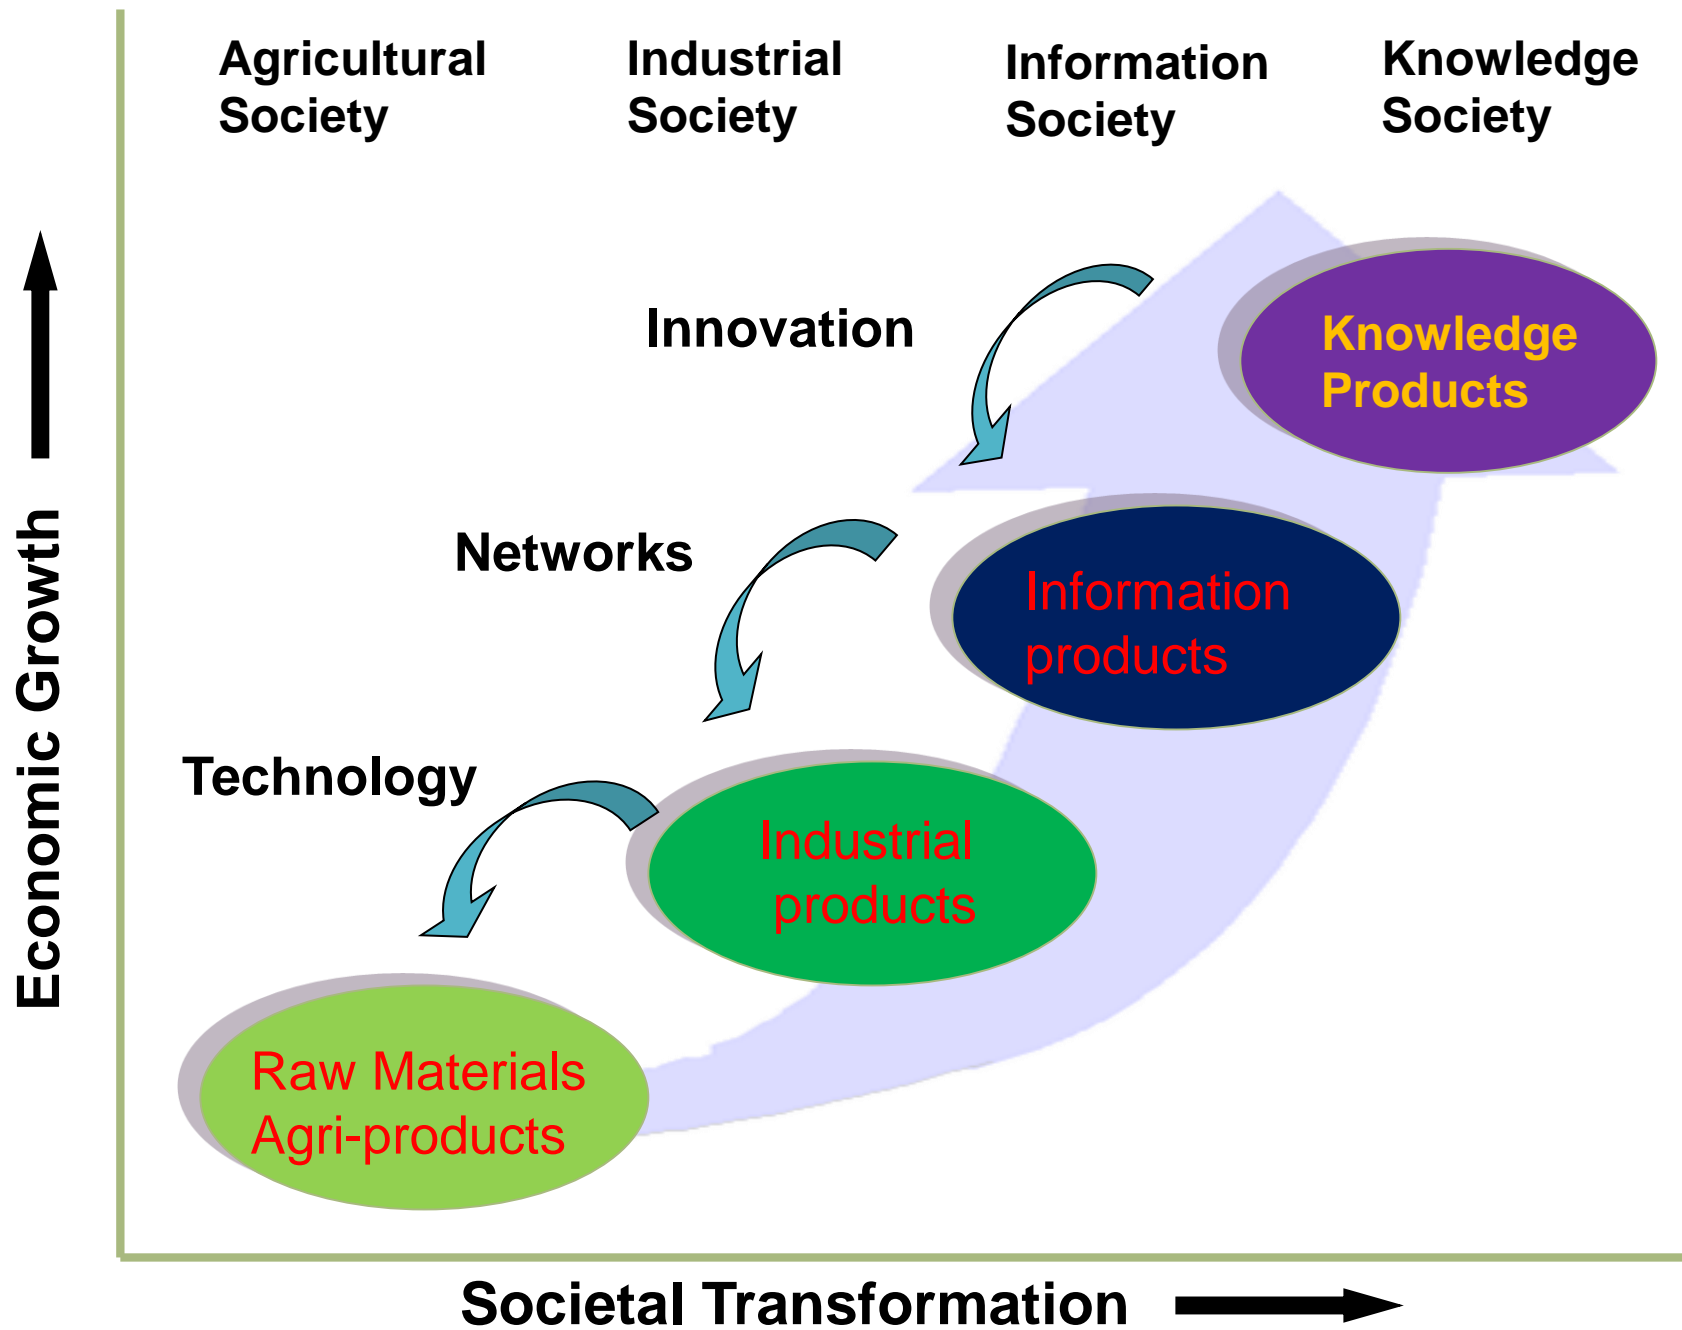 Agricultural
Society
Industrial
Society
Information
Society
Knowledge
Society
Economic Growth
Innovation
Knowledge
Products
Networks
Information
products
Technology
Industrial
products
Raw Materials
Agri-products
Societal Transformation